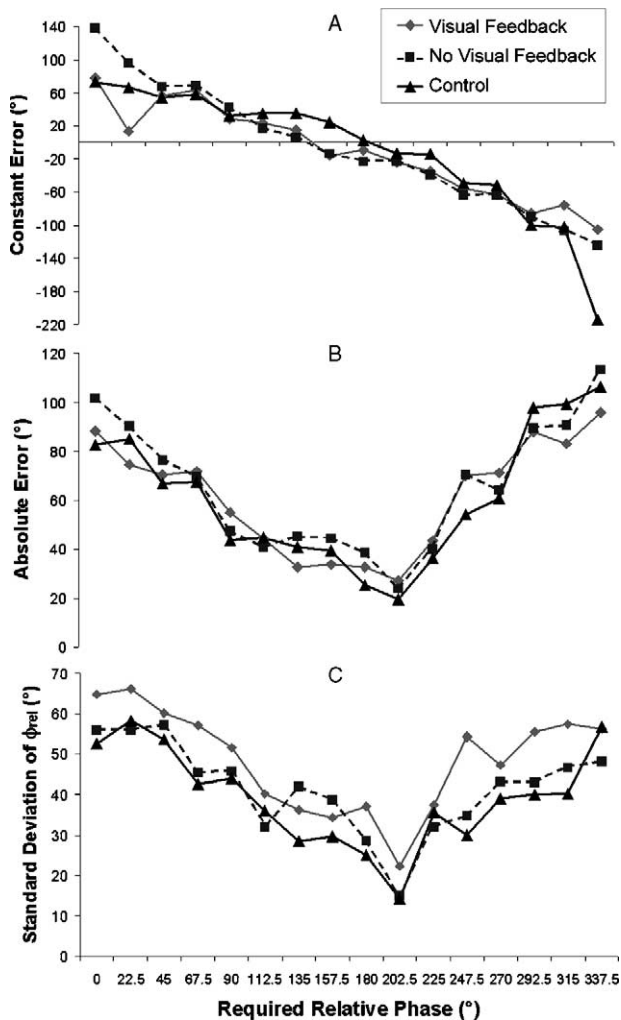 A
Visual Feedback
No Visual Feedback
Control
Constant Error (°)
140
100
60
20
-20
-60
-100
-140
-180
-220
B
Absolute Error (°)
120
100
80
60
40
20
0
C
Standard Deviation of ϕrel (°)
70
60
50
40
30
20
10
0
0 22.5 45 67.5 90 112.5 135 157.5 180 202.5 225 247.5 270 292.5 315 337.5
Required Relative Phase (°)